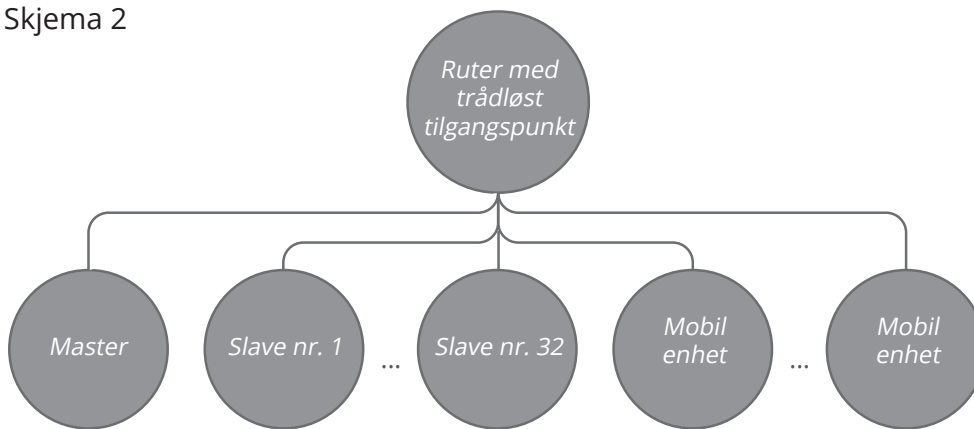 Skjema 2
Ruter med
trådløst
tilgangspunkt
Master
Slave nr. 1
...
Slave nr. 32
Mobil
enhet
...
Mobil
enhet